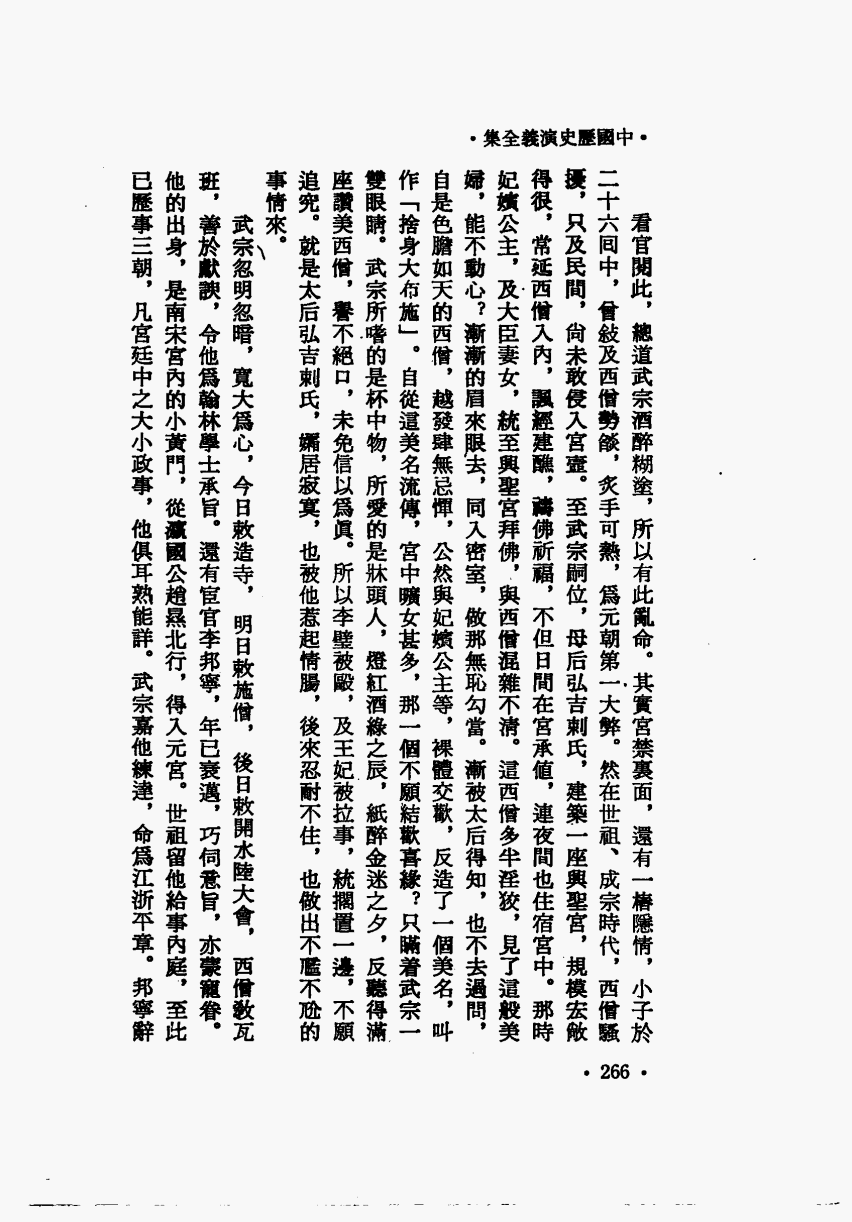 •中國歷史演義全集•
看官閱此，總道武宗酒醉糊塗，所以有此亂命。其實宮禁裏面，還有一樁隱情，小子於
二十六回中，曾敍及西僧勢燄，炙手可熱，爲元朝第一大弊。然在世祖、成宗時代，西僧騷
擾，只及民間，尙未敢侵入宮壼。至武宗嗣位，母后弘吉剌氏，建築一座興聖宮，規模宏敞
得很，常延西僧入內，諷經建醮，禱佛祈福，不但日間在宮承值，連夜間也住宿宮中。那時
妃嬪公主，及大臣妻女，統至興聖宮拜佛，與西僧混雜不清。這西僧多半淫狡，見了這般美
婦，能不動心？漸漸的眉來眼去，同入密室，做那無恥勾當。漸被太后得知，也不去過問，
自是色膽如天的西僧，越發肆無忌憚，公然與妃嬪公主等，裸體交歡，反造了一個美名，叫
作「捨身大布施」。自從這美名流傳，宮中曠女甚多，那一個不願結歡喜緣？只瞞着武宗一
雙眼睛。武宗所嗜的是杯中物，所愛的是牀頭人，燈紅酒綠之辰，紙醉金迷之夕，反聽得滿
座讚美西僧，譽不絕口，未免信以爲眞。所以李璧被毆，及王妃被拉事，統擱置一邊，不願
追究。就是太后弘吉剌氏，孀居寂寞，也被他惹起情腸，後來忍耐不住，也做出不尷不尬的
事情來。
武宗忽明忽暗，寬大爲心，今日敕造寺，明日敕施僧，後日敕開水陸大會，西僧敎瓦
班，善於獻諛，令他爲翰林學士承旨。還有宦官李邦寧，年已衰邁，巧伺意旨，亦蒙寵眷。
他的出身，是南宋宮內的小黃門，從瀛國公趙㬎北行，得入元宮。世祖留他給事內庭，至此
已歷事三朝，凡宮廷中之大小政事，他俱耳熟能詳。武宗嘉他練達，命爲江浙平章。邦寧辭
•266•